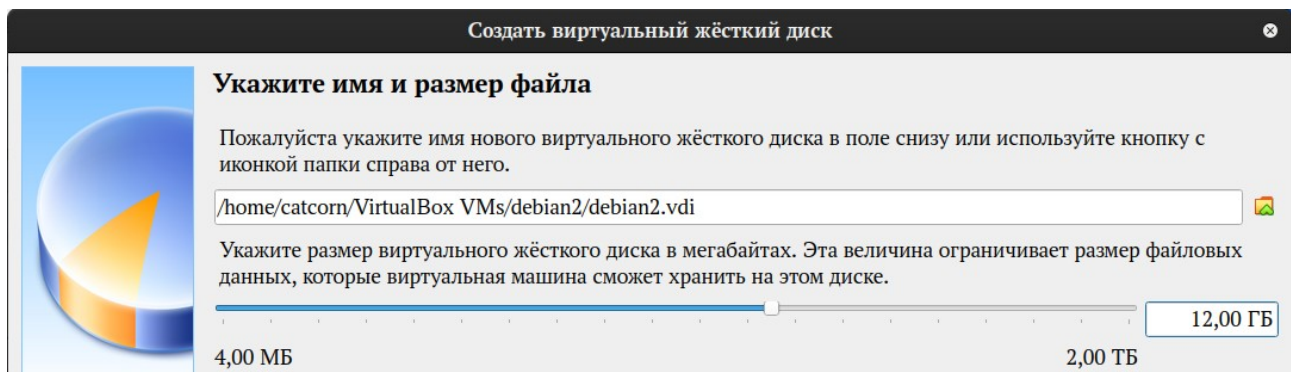 Создать виртуальный жёсткий диск
Укажите имя и размер файла
Пожалуйста укажите имя нового виртуального жёсткого диска в поле снизу или используйте кнопку с
иконкой папки справа от него.
/home/catcorn/VirtualBox VMs/debian2/debian2.vdi
Укажите размер виртуального жёсткого диска в мегабайтах. Эта величина ограничивает размер файловых
данных, которые виртуальная машина сможет хранить на этом диске.
12,00 ГБ
4,00 МБ 2,00 ТБ